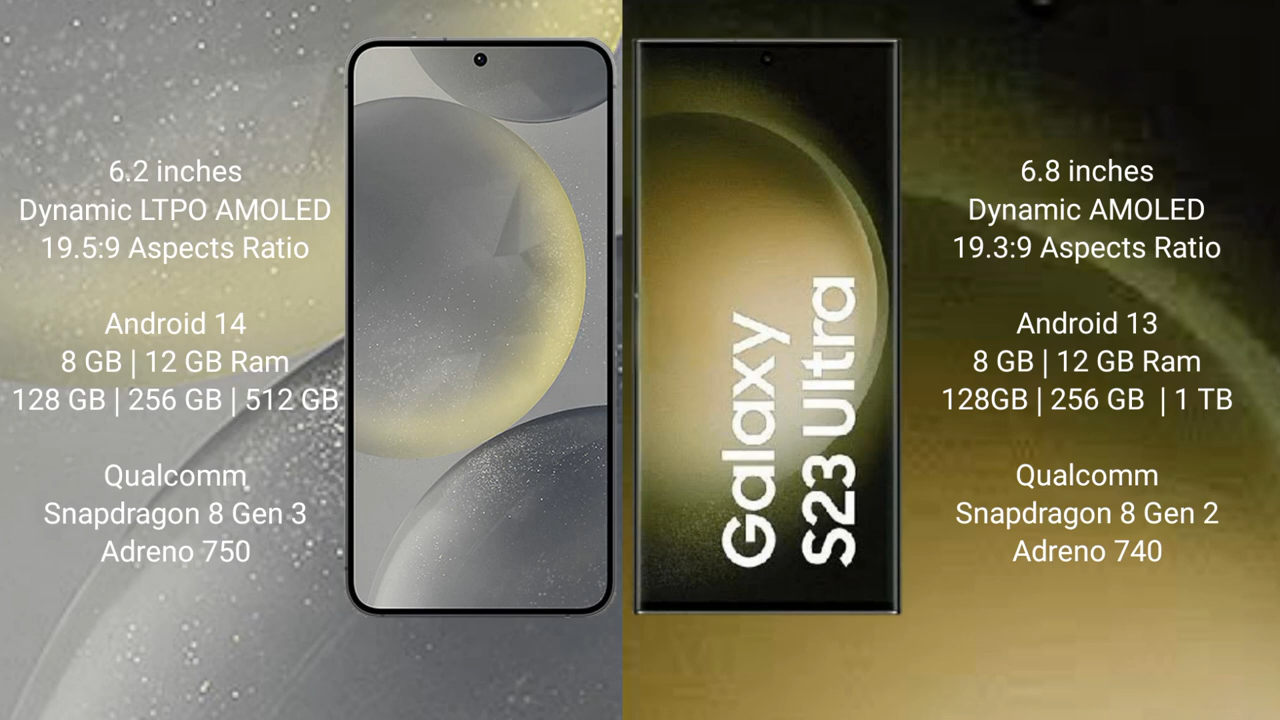 6.2 inches
Dynamic LTPO AMOLED
19.5:9 Aspects Ratio
Android 14
8 GB | 12 GB Ram
128 GB | 256 GB | 512 GB
Qualcomm
Snapdragon 8 Gen 3
Adreno 750
Galaxy
S23 Ultra
6.8 inches
Dynamic AMOLED
19.3:9 Aspects Ratio
Android 13
8 GB | 12 GB Ram
128GB | 256 GB | 1 TB
Qualcomm
Snapdragon 8 Gen 2
Adreno 740